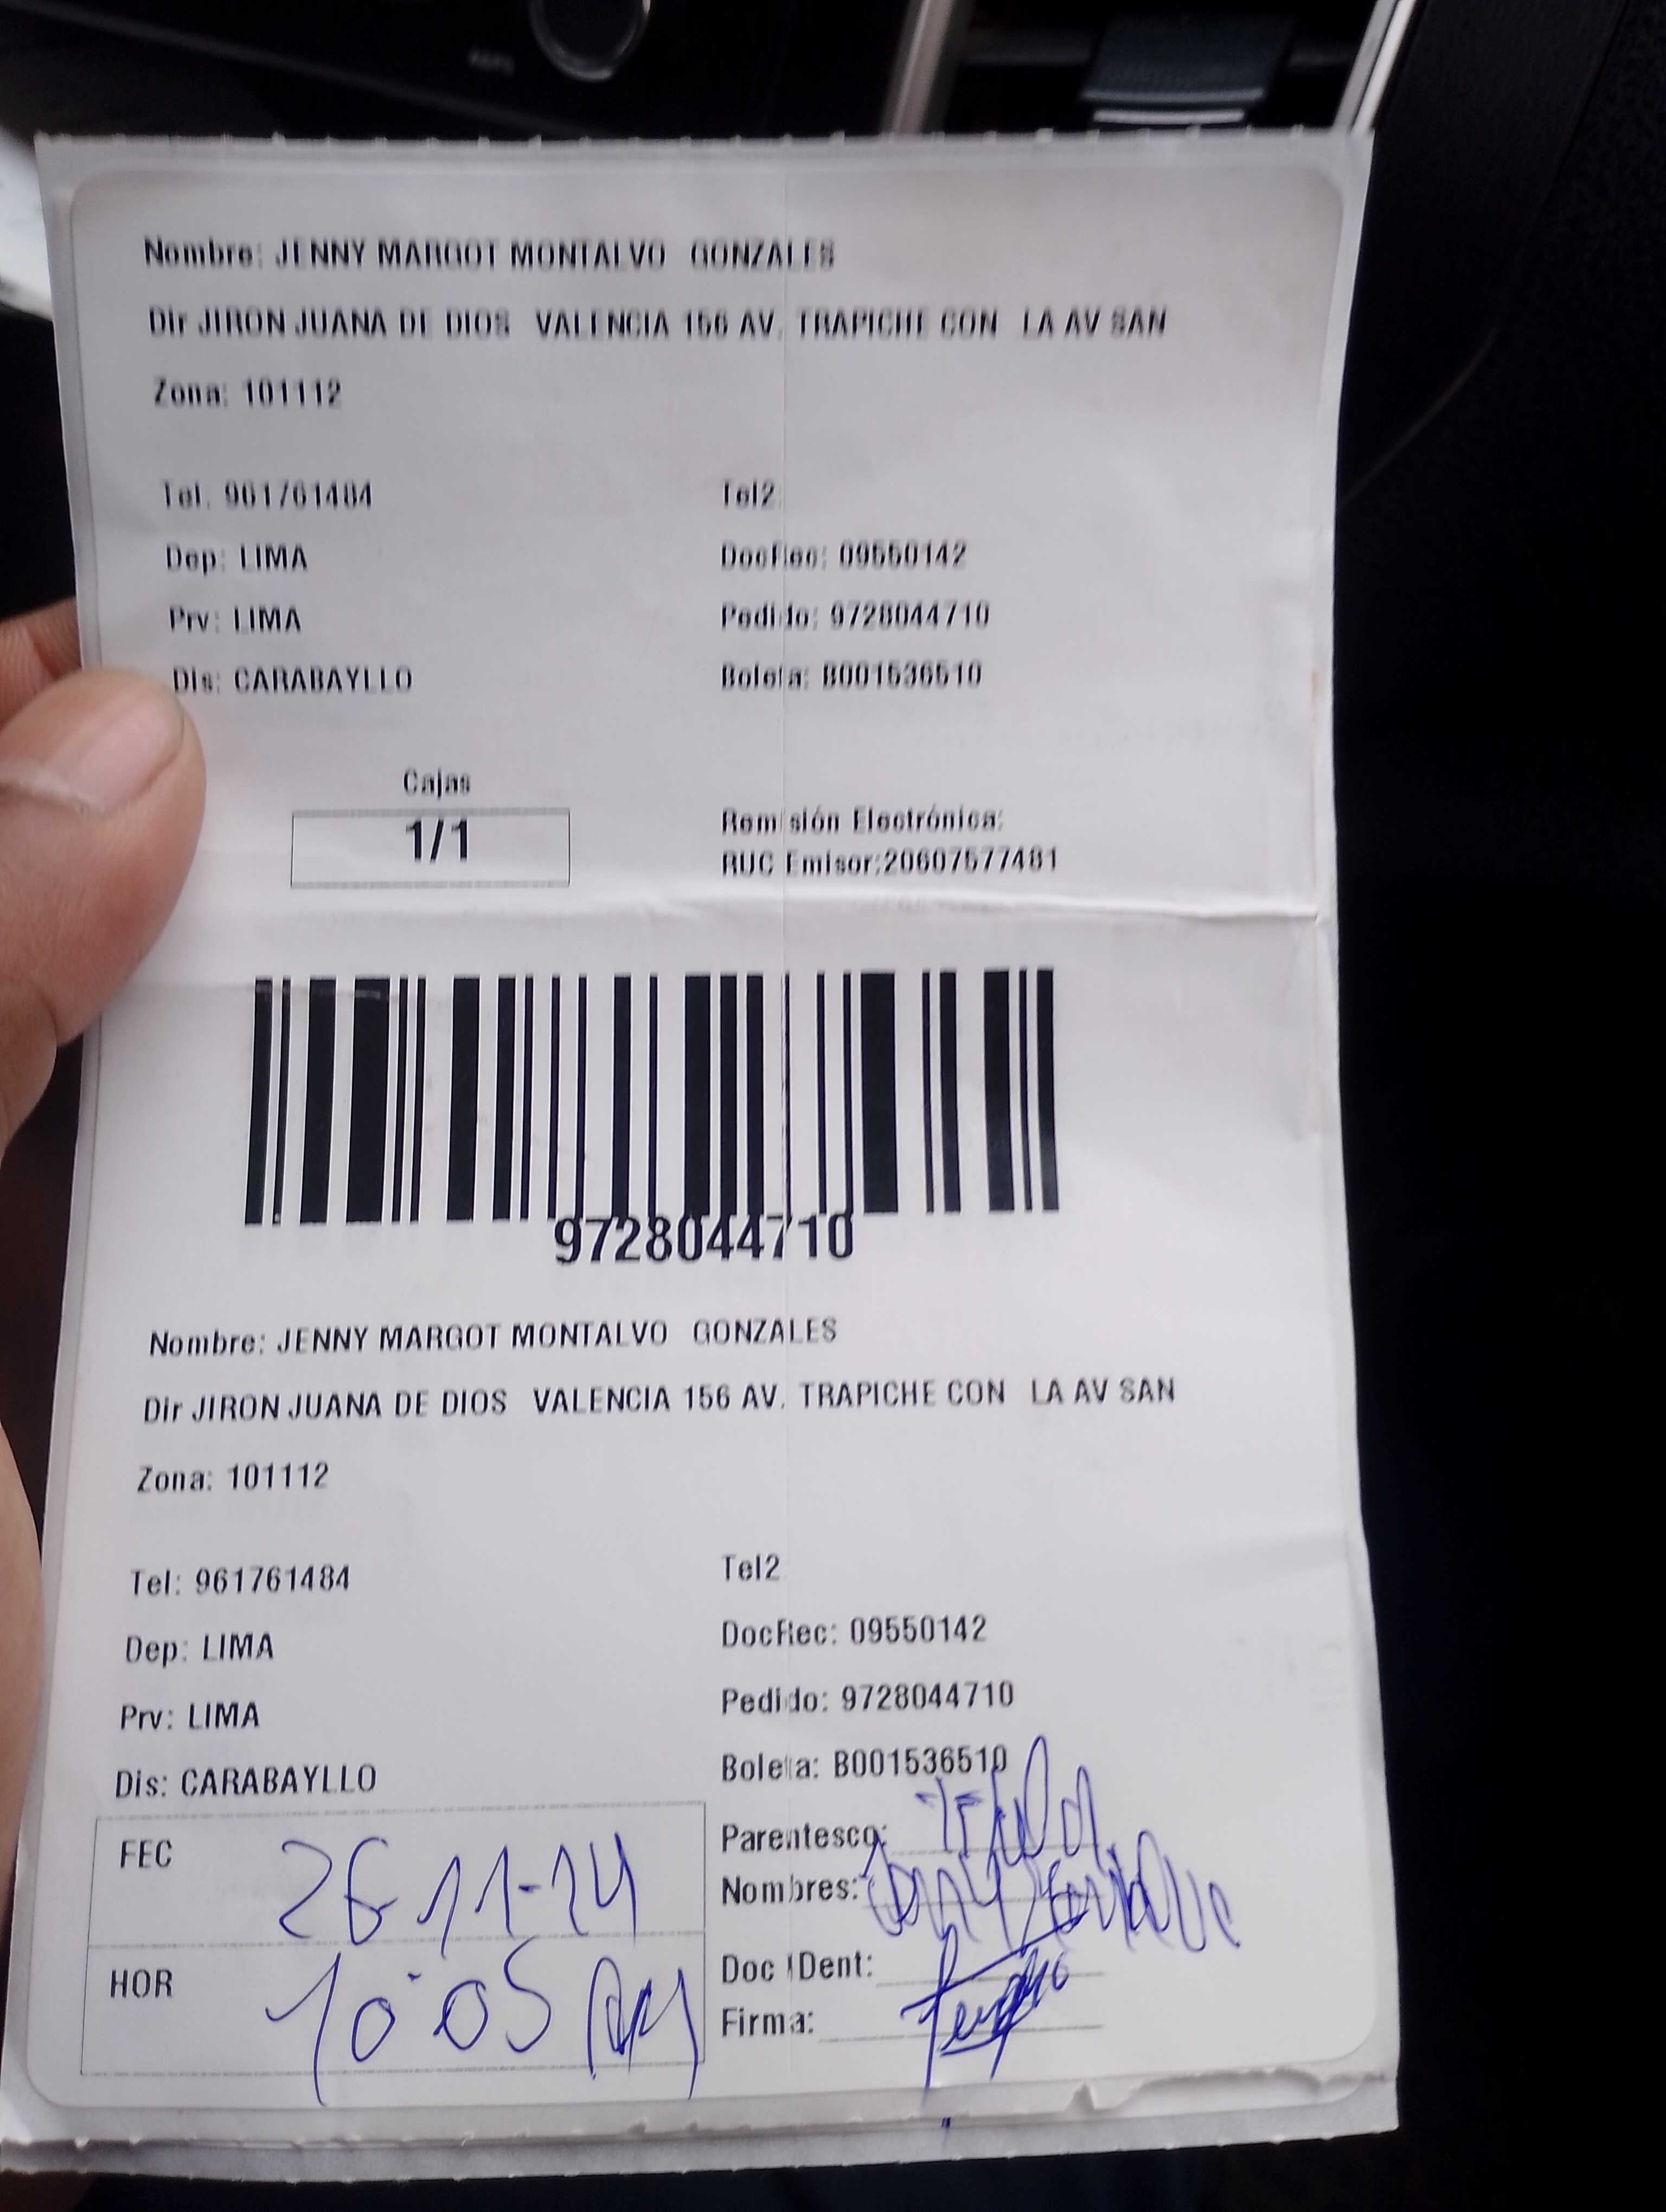 Nombre: JENNY MARGOT MONTALVO GONZALES
Dir JIRON JUANA DE DIOS VALENCIA 156 AV. TRAPICHE CON LA AV SAN
Zona: 101112
Tel. 961761484 Tel2
Dep: LIMA DocRec: 09550142
Prv: LIMA Pedido: 9728044710
Dis: CARABAYLLO Boleta: B001536510
Cajas
1/1
Remisión Electrónica:
RUC Emisor:20607577481
9728044710
Nombre: JENNY MARGOT MONTALVO GONZALES
Dir JIRON JUANA DE DIOS VALENCIA 156 AV. TRAPICHE CON LA AV SAN
Zona: 101112
Tel: 961761484 Tel2
Dep: LIMA DocRec: 09550142
Prv: LIMA Pedido: 9728044710
Dis: CARABAYLLO Boleta: B001536510
FEC 26-11-24
HOR 10:05 AM
Parentesco:
Nombres:
Doc IDent:
Firma: